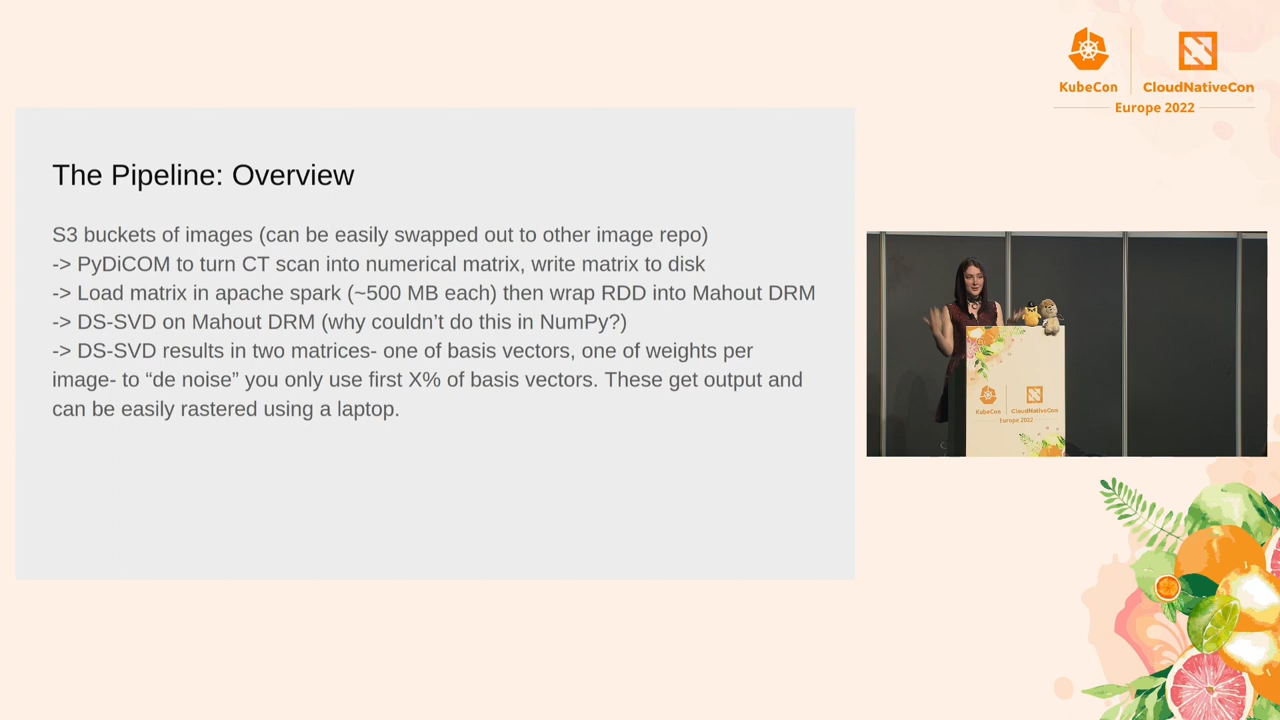 KubeCon
CloudNativeCon
Europe 2022
The Pipeline: Overview
S3 buckets of images (can be easily swapped out to other image repo)
-> PyDiCOM to turn CT scan into numerical matrix, write matrix to disk
-> Load matrix in apache spark (~500 MB each) then wrap RDD into Mahout DRM
-> DS-SVD on Mahout DRM (why couldn’t do this in NumPy?)
-> DS-SVD results in two matrices- one of basis vectors, one of weights per
image- to “de noise” you only use first X% of basis vectors. These get output and
can be easily rastered using a laptop.
KubeCon
CloudNativeCon
Europe 2022